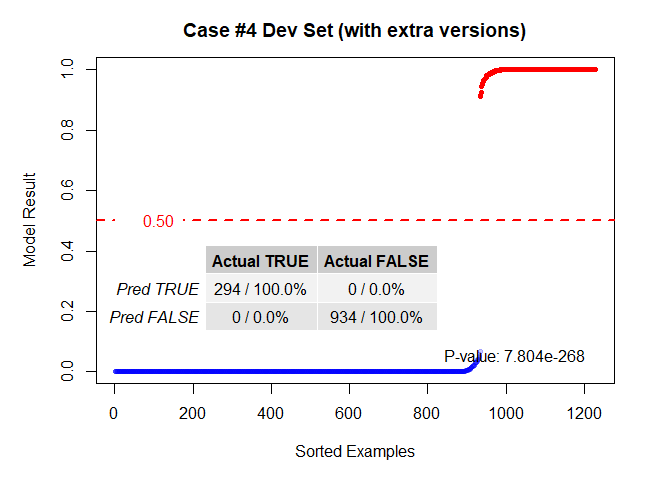 Case #4 Dev Set (with extra versions)
Model Result
1.0
0.8
0.6
0.4
0.2
0.0
0.50
Actual TRUE Actual FALSE
Pred TRUE 294 / 100.0% 0 / 0.0%
Pred FALSE 0 / 0.0% 934 / 100.0%
P-value: 7.804e-268
0 200 400 600 800 1000 1200
Sorted Examples